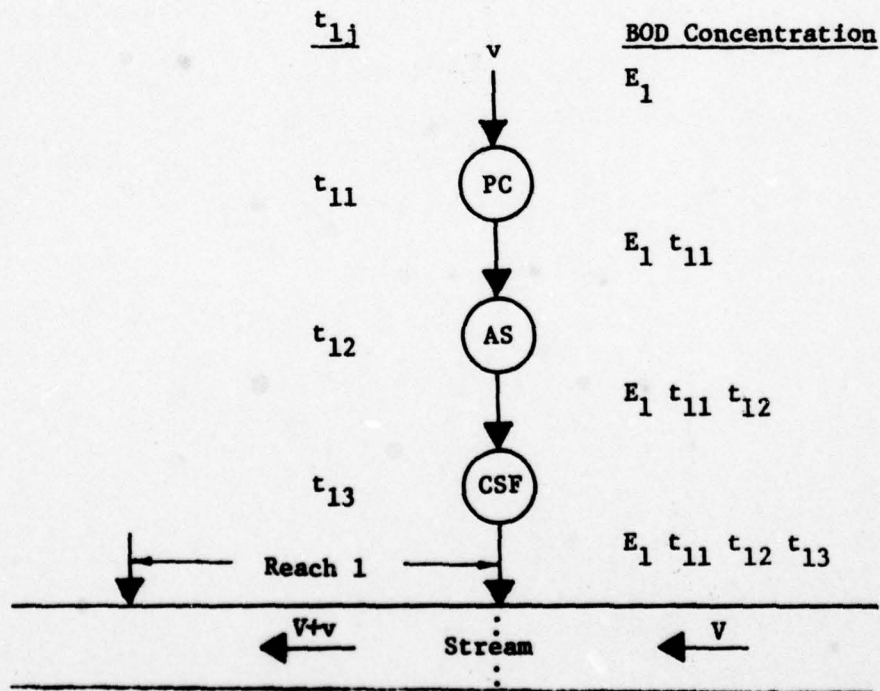 t1j
BOD Concentration
v
E1
PC
t11
E1 t11
AS
t12
E1 t11 t12
CSF
t13
E1 t11 t12 t13
Reach 1
V+v
Stream
V